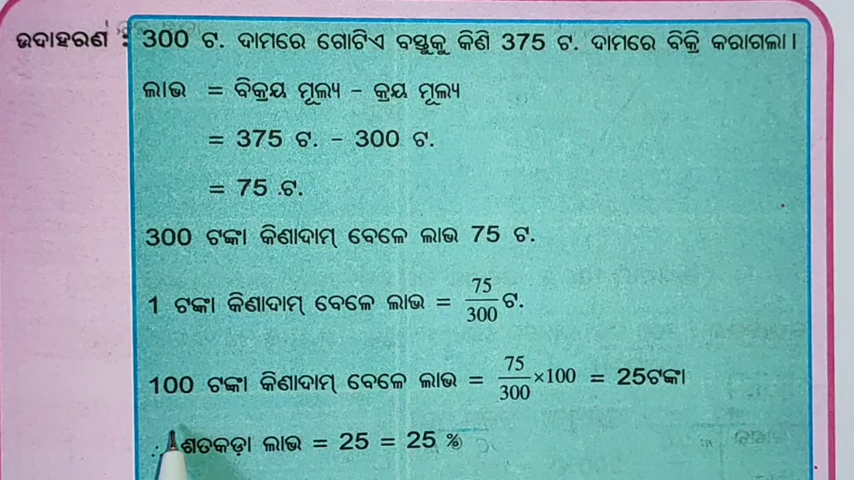 ଉଦାହରଣ : 300 ଟ. ଦାମରେ ଗୋଟିଏ ବସ୍ତୁକୁ କିଣି 375 ଟ. ଦାମରେ ବିକ୍ରି କରାଗଲା ।
ଲାଭ = ବିକ୍ରୟ ମୂଲ୍ୟ - କ୍ରୟ ମୂଲ୍ୟ
= 375 ଟ. - 300 ଟ.
= 75 ଟ.
300 ଟଙ୍କା କିଣାଦାମ୍ ବେଳେ ଲାଭ 75 ଟ.
1 ଟଙ୍କା କିଣାଦାମ୍ ବେଳେ ଲାଭ = 75/300 ଟ.
100 ଟଙ୍କା କିଣାଦାମ୍ ବେଳେ ଲାଭ = 75/300 ×100 = 25ଟଙ୍କା
∴ ଶତକଡ଼ା ଲାଭ = 25 = 25 %